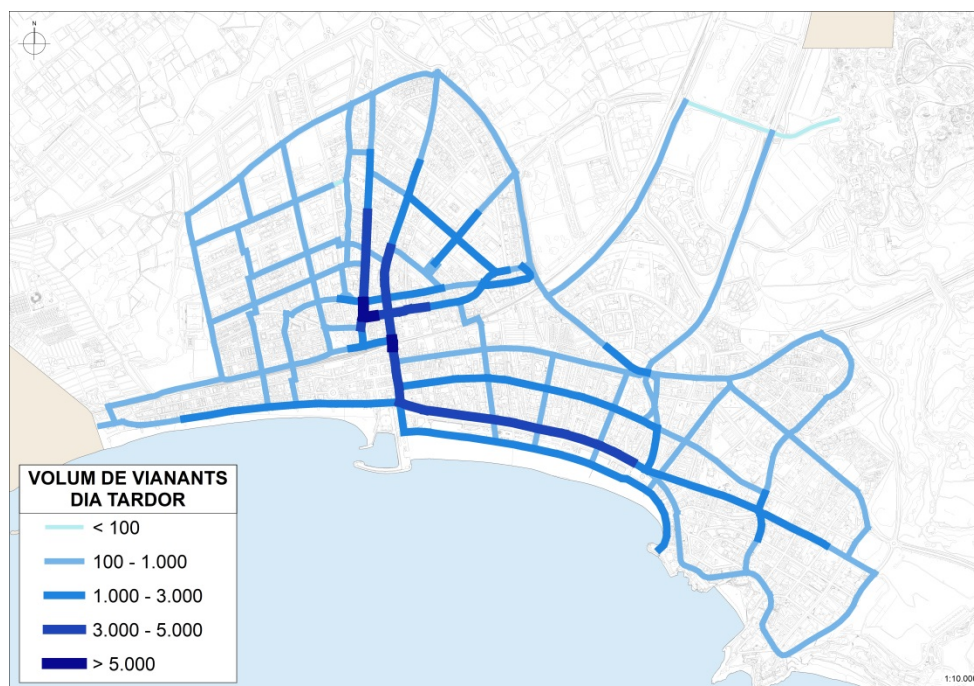 N
VOLUM DE VIANANTS
DIA TARDOR
< 100
100 - 1.000
1.000 - 3.000
3.000 - 5.000
> 5.000
1:10.000